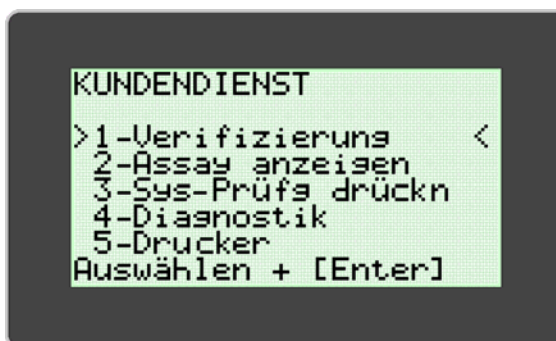 KUNDENDIENST
>1-Verifizierung <
2-Assay anzeigen
3-Sys-Prüfg drückn
4-Diagnostik
5-Drucker
Auswählen + [Enter]